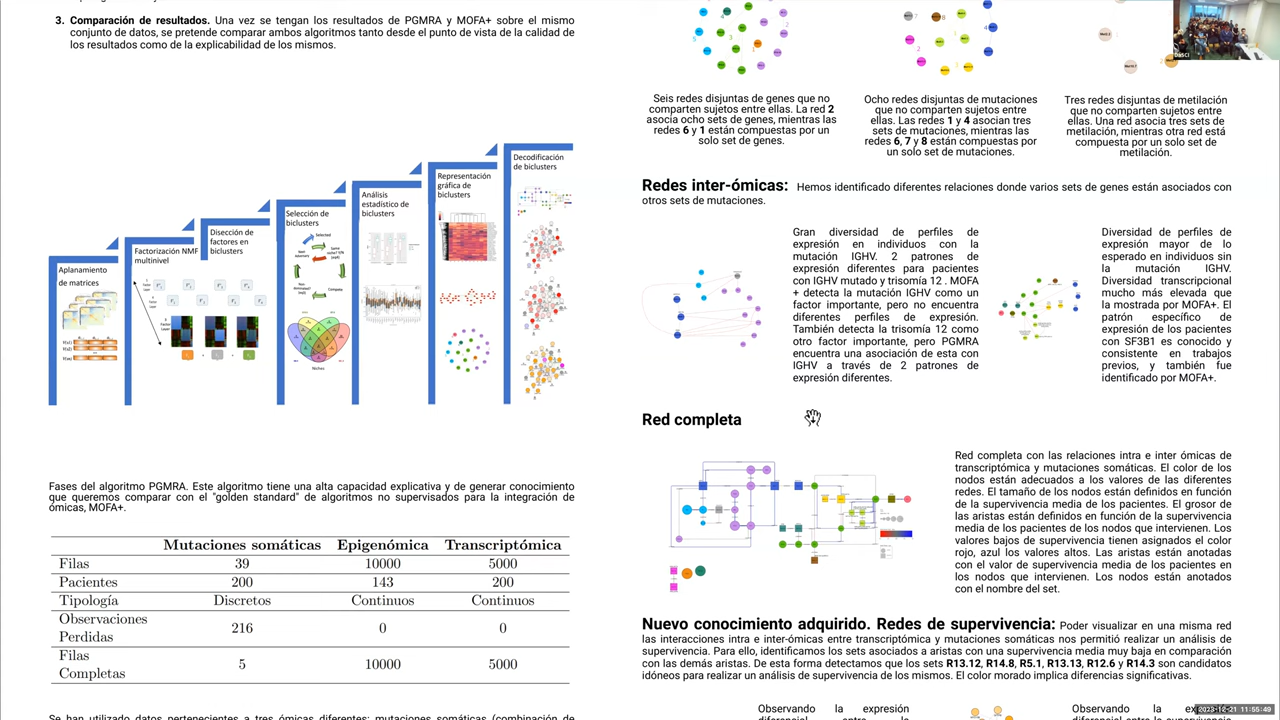 3. Comparación de resultados. Una vez se tengan los resultados de PGMRA y MOFA+ sobre el mismo
conjunto de datos, se pretende comparar amos algoritmos tanto desde el punto de vista de la calidad de
los resultados como de la explicabilidad de los mismos.
Aplanamiento
de matrices
Factorización NMF
multinivel
Disección de
factores en
biclusters
Selección de
biclusters
Niches
Análisis
estadístico de
biclusters
Representación
gráfica de
biclusters
Decodificación
de biclusters
Fases del algoritmo PGMRA. Este algoritmo tiene una alta capacidad explicativa y de generar conocimiento
que queremos comparar con el "golden standard" de algoritmos no supervisados para la integración de
ómicas, MOFA+.
Mutaciones somáticas Epigenómica Transcriptómica
Filas 39 10000 5000
Pacientes 200 143 200
Tipología Discretos Continuos Continuos
Observaciones
Perdidas 216 0 0
Filas
Completas 5 10000 5000
Se han utilizado datos pertenecientes a tres ómicas diferentes: mutaciones somáticas (combinación de
Seis redes disjuntas de genes que no
comparten sujetos entre ellas. La red 2
asocia ocho sets de genes, mientras las
redes 6 y 1 están compuestas por un
solo set de genes.
Ocho redes disjuntas de mutaciones
que no comparten sujetos entre
ellas. Las redes 1 y 4 asocian tres
sets de mutaciones, mientras las
redes 6, 7 y 8 están compuestas por
un solo set de mutaciones.
Tres redes disjuntas de metilación
que no comparten sujetos entre
ellas. Una red asocia tres sets de
metilación, mientras otra red está
compuesta por un solo set de
metilación.
Redes inter-ómicas: Hemos identificado diferentes relaciones donde varios sets de genes están asociados con
otros sets de mutaciones.
Gran diversidad de perfiles de
expresión en individuos con la
mutación IGHV. 2 patrones de
expresión diferentes para pacientes
con IGHV mutado y trisomía 12 . MOFA
+ detecta la mutación IGHV como un
factor importante, pero no encuentra
diferentes perfiles de expresión.
También detecta la trisomía 12 como
otro factor importante, pero PGMRA
encuentra una asociación de esta con
IGHV a través de 2 patrones de
expresión diferentes.
Diversidad de perfiles de
expresión mayor de lo
esperado en individuos sin
la mutación IGHV.
Diversidad transcripcional
mucho más elevada que
la mostrada por MOFA+. El
patrón específico de
expresión de los pacientes
con SF3B1 es conocido y
consistente en trabajos
previos, y también fue
identificado por MOFA+.
Red completa
Red completa con las relaciones intra e inter ómicas de
transcriptómica y mutaciones somáticas. El color de los
nodos están adecuados a los valores de las diferentes
redes. El tamaño de los nodos están definidos en función
de la supervivencia media de los pacientes. El grosor de
las aristas están definidos en función de la supervivencia
media de los pacientes de los nodos que intervienen. Los
valores bajos de supervivencia tienen asignados el color
rojo, azul los valores altos. Las aristas están anotadas
con el valor de supervivencia media de los pacientes en
los nodos que intervienen. Los nodos están anotados
con el nombre del set.
Nuevo conocimiento adquirido. Redes de supervivencia: Poder visualizar en una misma red
las interacciones intra e inter-ómicas entre transcriptómica y mutaciones somáticas nos permitió realizar un análisis de
supervivencia. Para ello, identificamos los sets asociados a aristas con una supervivencia media muy baja en comparación
con las demás aristas. De esta forma detectamos que los sets R13.12, R14.8, R5.1, R13.13, R12.6 y R14.3 son candidatos
idóneos para realizar un análisis de supervivencia de los mismos. El color morado implica diferencias significativas.
Observando la expresión
Observando la
2023-12-21 11:55:49